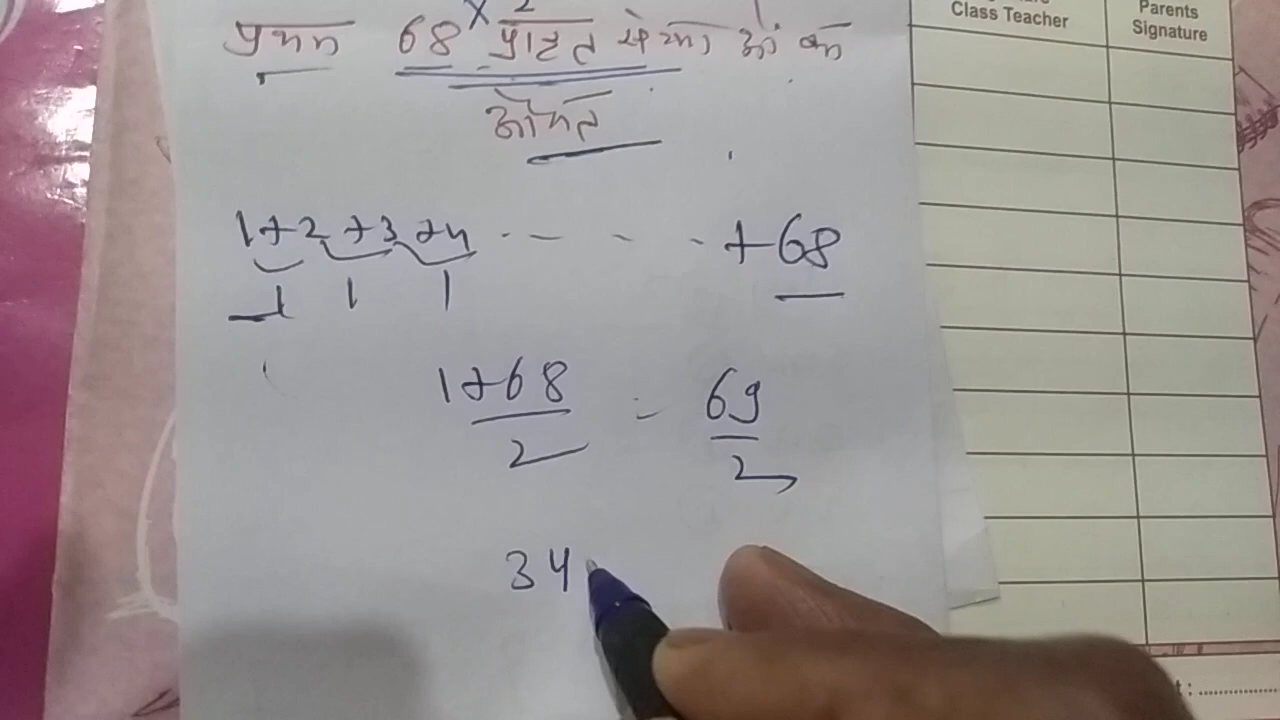 प्रथम 68 प्राकृत संख्याओं का
औसत
1+2+3+4 ---- +68
1 1 1
1+68 = 69
2 2
34
Class Teacher
Parents
Signature